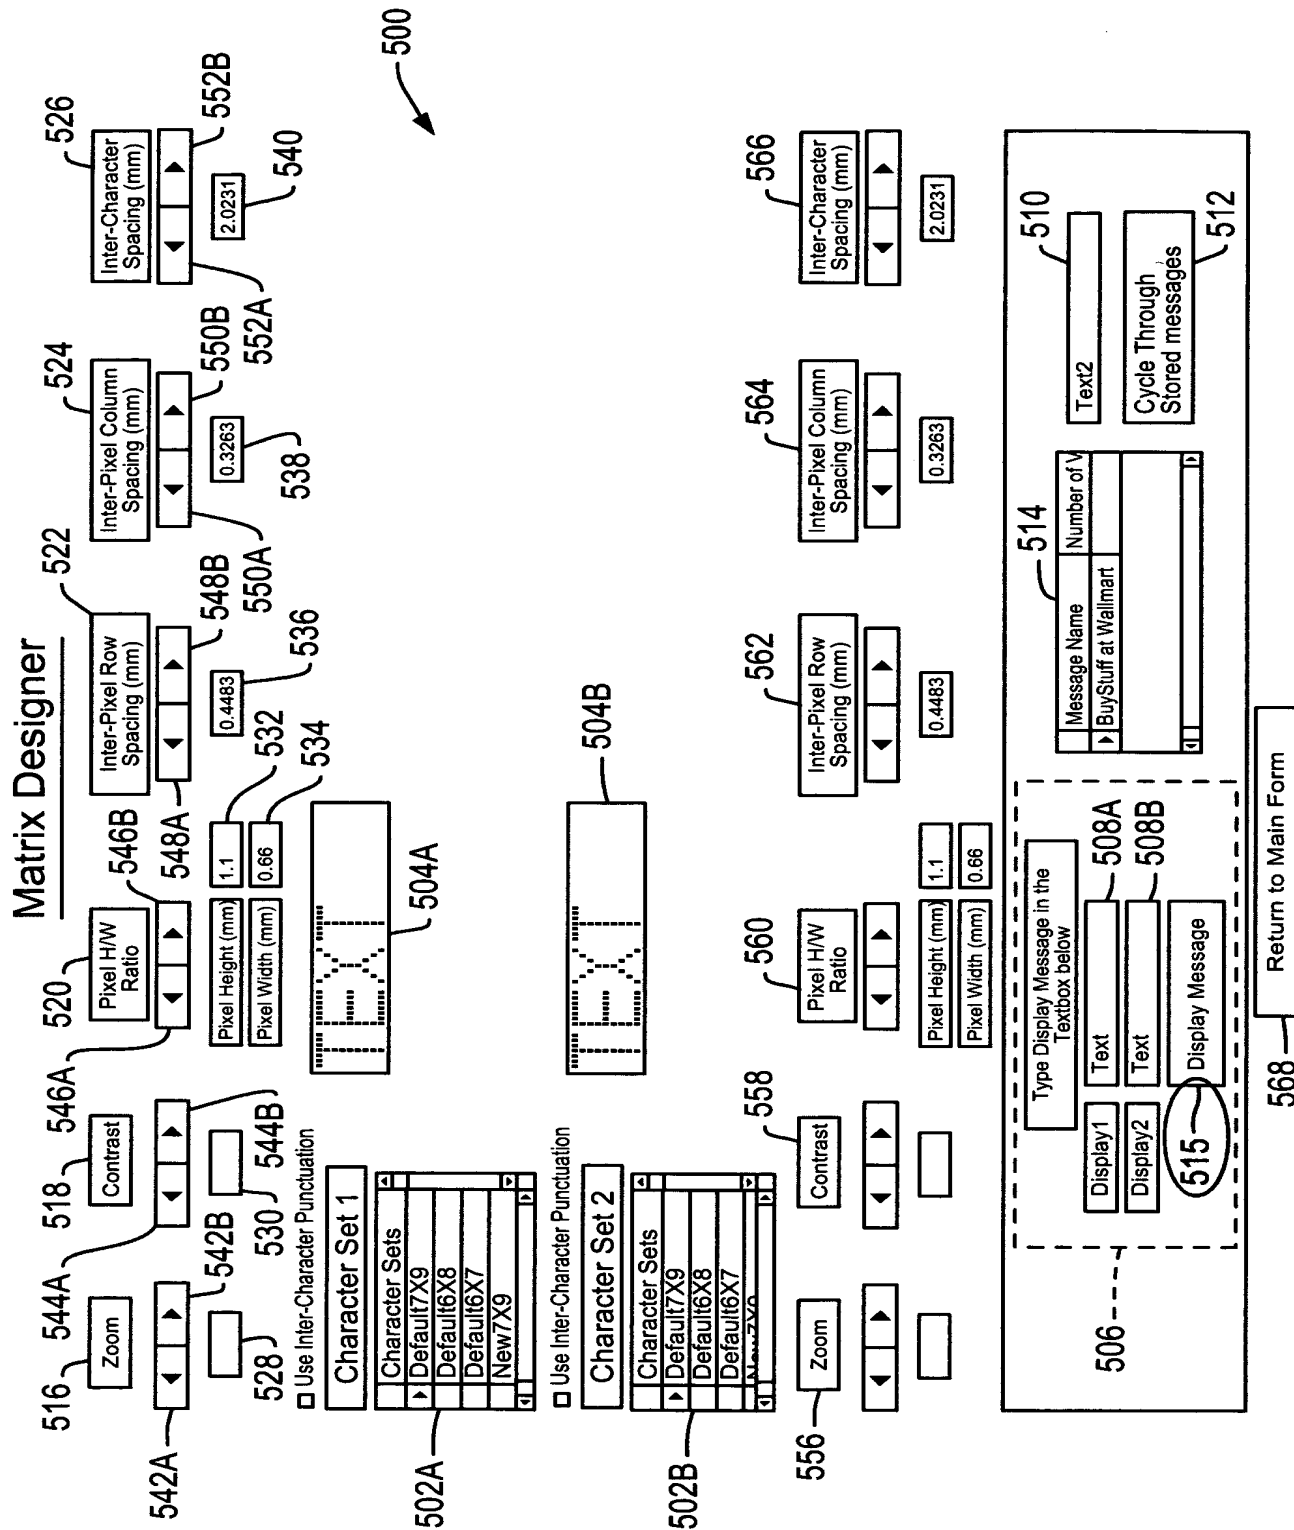 Matrix Designer
516
518
520
522
524
526
Zoom
Contrast
Pixel H/W
Ratio
Inter-Pixel Row
Spacing (mm)
Inter-Pixel Column
Spacing (mm)
Inter-Character
Spacing (mm)
542A
542B
544A
544B
546A
546B
548A
548B
550A
550B
552A
552B
528
530
Pixel Height (mm)
1.1
532
Pixel Width (mm)
0.66
534
0.4483
536
0.3263
538
2.0231
540
500
Use Inter-Character Punctuation
Character Set 1
Character Sets
Default7X9
Default6X8
Default6X7
New7X9
502A
TEXT
504A
Use Inter-Character Punctuation
Character Set 2
Character Sets
Default7X9
Default6X8
Default6X7
New7X9
502B
TEXT
504B
556
558
560
562
564
566
Zoom
Contrast
Pixel H/W
Ratio
Inter-Pixel Row
Spacing (mm)
Inter-Pixel Column
Spacing (mm)
Inter-Character
Spacing (mm)
Pixel Height (mm)
1.1
Pixel Width (mm)
0.66
0.4483
0.3263
2.0231
506
Type Display Message in the
Textbox below
Display1
Text
508A
Display2
Text
508B
515
Display Message
514
Message Name
Number of V
BuyStuff at Wallmart
510
Text2
Cycle Through
Stored messages
512
568
Return to Main Form